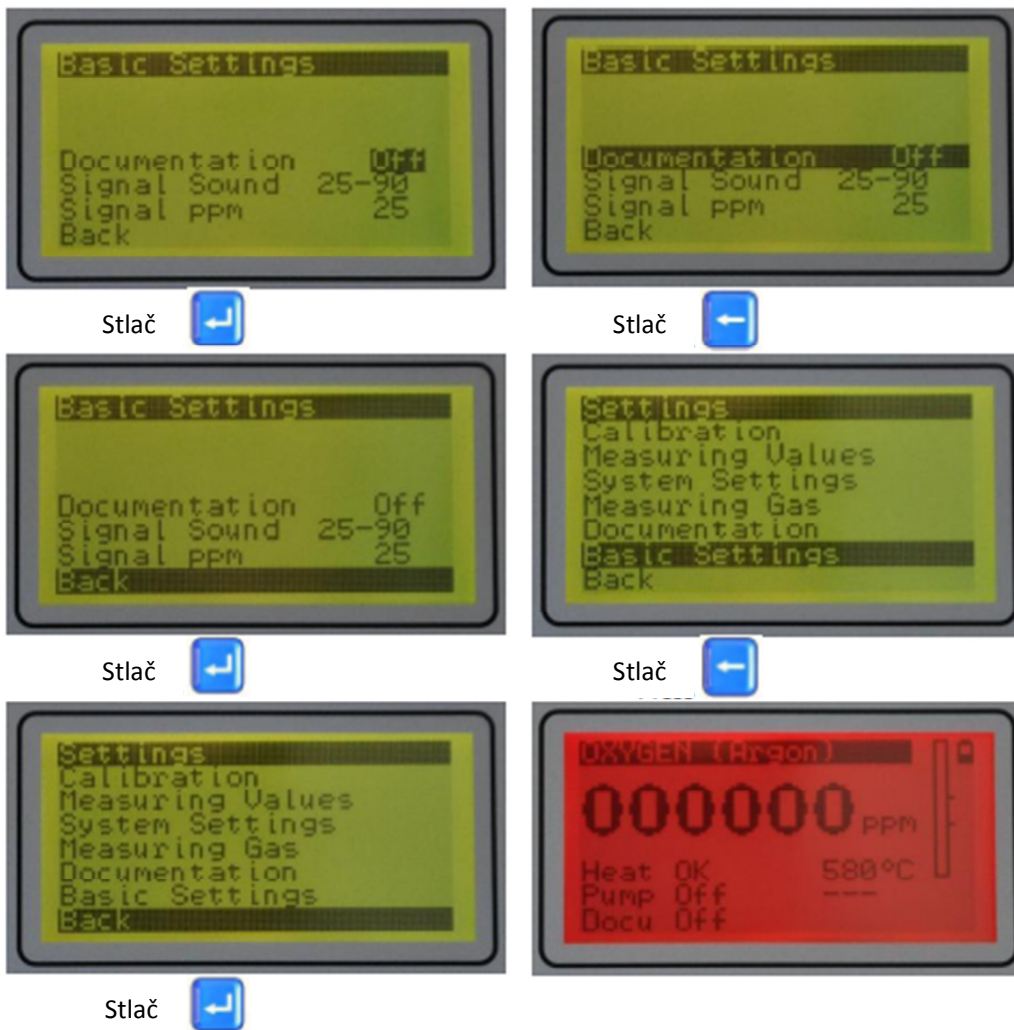 Basic Settings
Documentation Off
Signal Sound 25-90
Signal ppm 25
Back
Stlač
Basic Settings
Documentation Off
Signal Sound 25-90
Signal ppm 25
Back
Stlač
Basic Settings
Documentation Off
Signal Sound 25-90
Signal ppm 25
Back
Stlač
Settings
Calibration
Measuring Values
System Settings
Measuring Gas
Documentation
Basic Settings
Back
Stlač
Settings
Calibration
Measuring Values
System Settings
Measuring Gas
Documentation
Basic Settings
Back
Stlač
OXYGEN (Argon)
000000 ppm
Heat OK 580°C
Pump Off ---
Docu Off